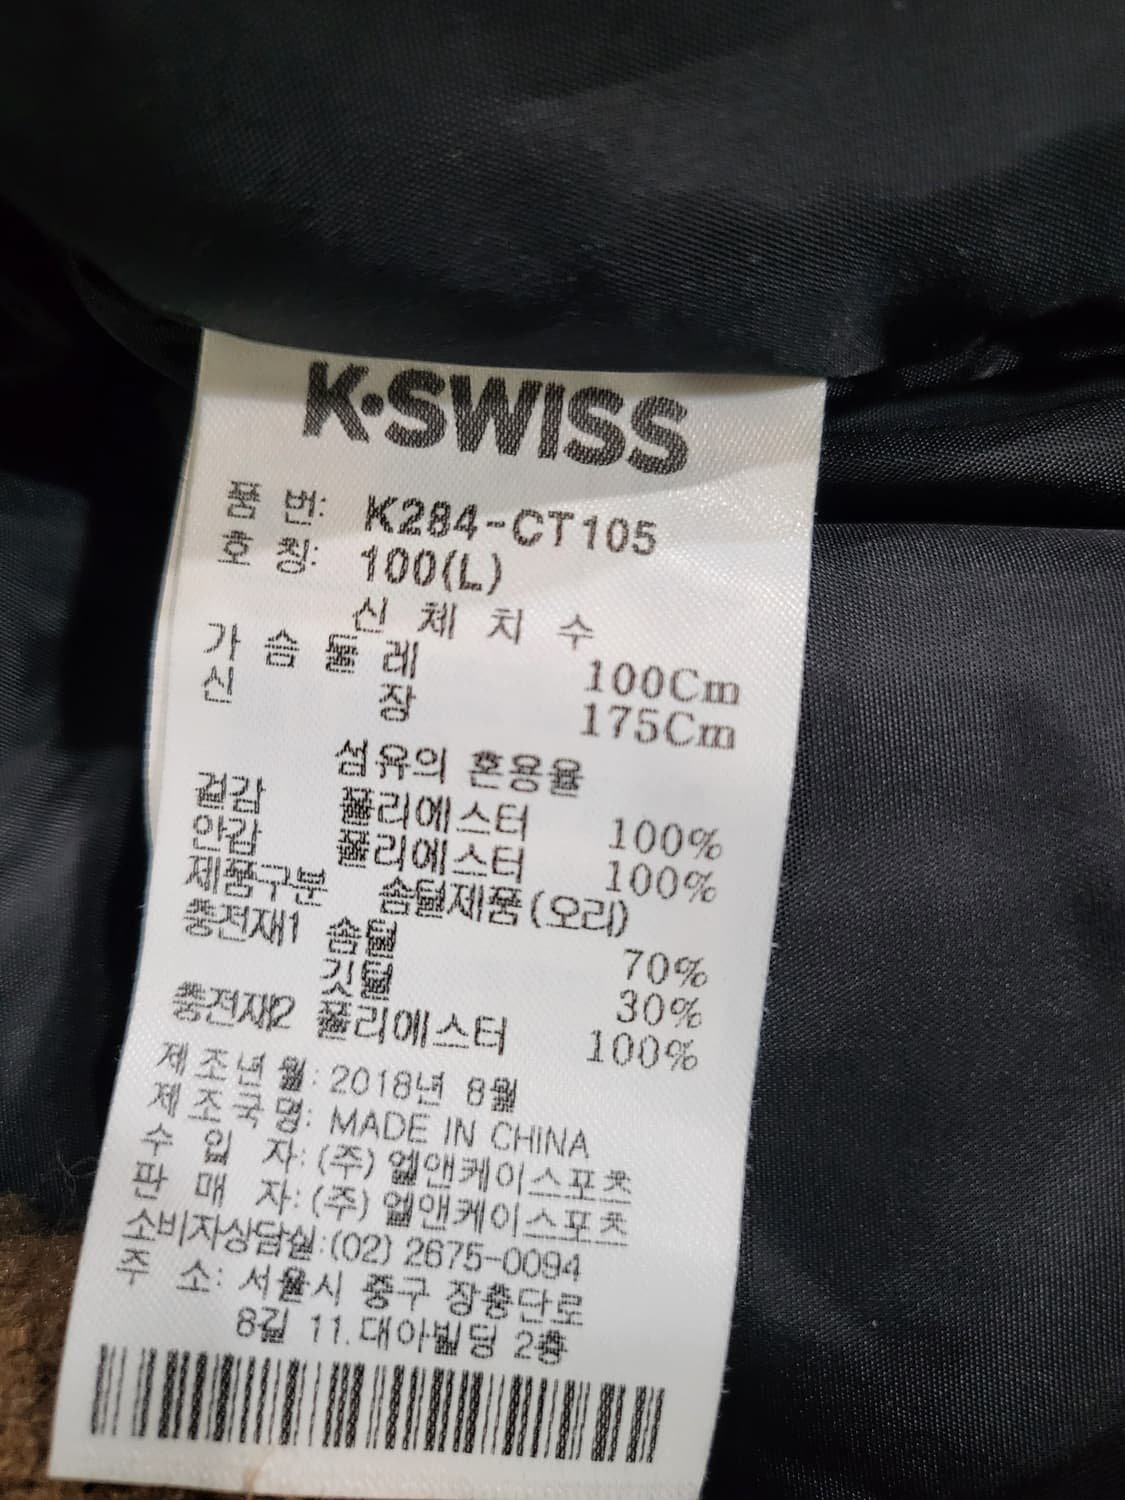 K·SWISS
품 번: K284-CT105
호 칭: 100(L)
신 체 치 수
가 슴 둘 레 100Cm
신 장 175Cm
섬유의 혼용율
겉감 폴리에스터 100%
안감 폴리에스터 100%
제품구분 솜털제품(오리)
충전재1 솜털 70%
깃털 30%
충전재2 폴리에스터 100%
제조년월: 2018년 8월
제조국명: MADE IN CHINA
수 입 자: (주) 엘앤케이스포츠
판 매 자: (주) 엘앤케이스포츠
소비자상담실:(02) 2675-0094
주 소: 서울시 중구 장충단로
8길 11.대아빌딩 2층